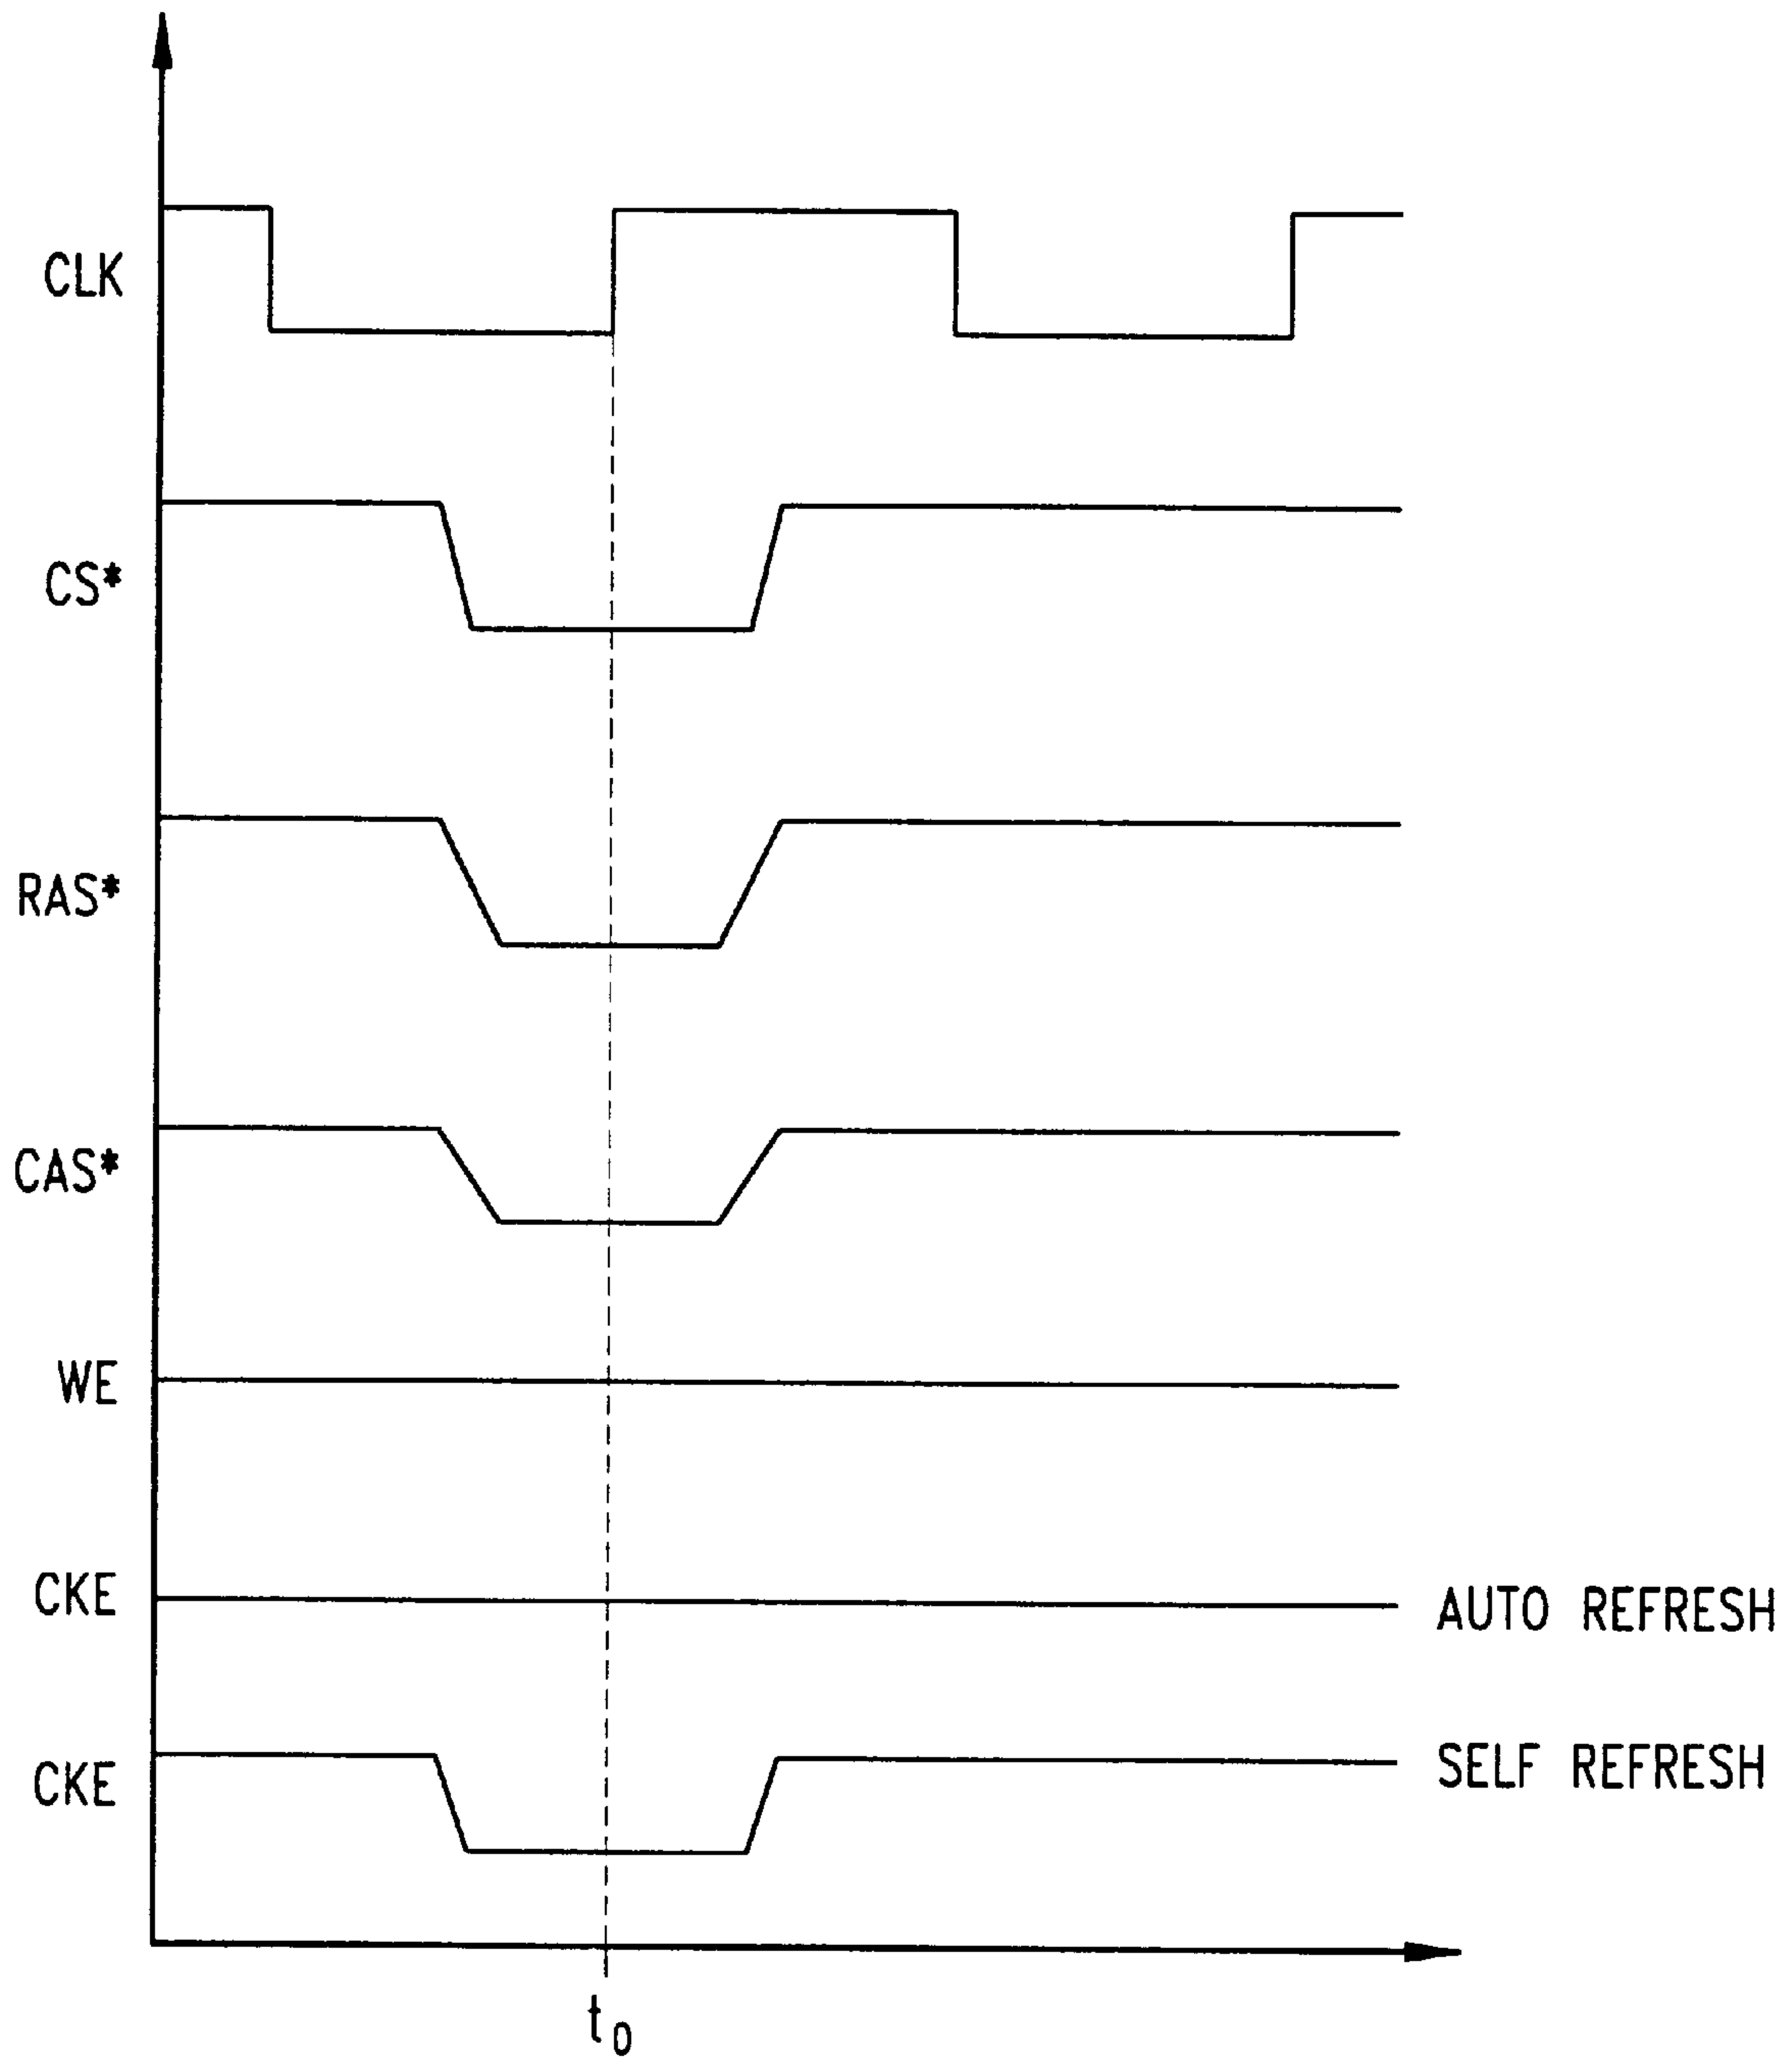 CLK
CS*
RAS*
CAS*
WE
CKE AUTO REFRESH
CKE SELF REFRESH
t0